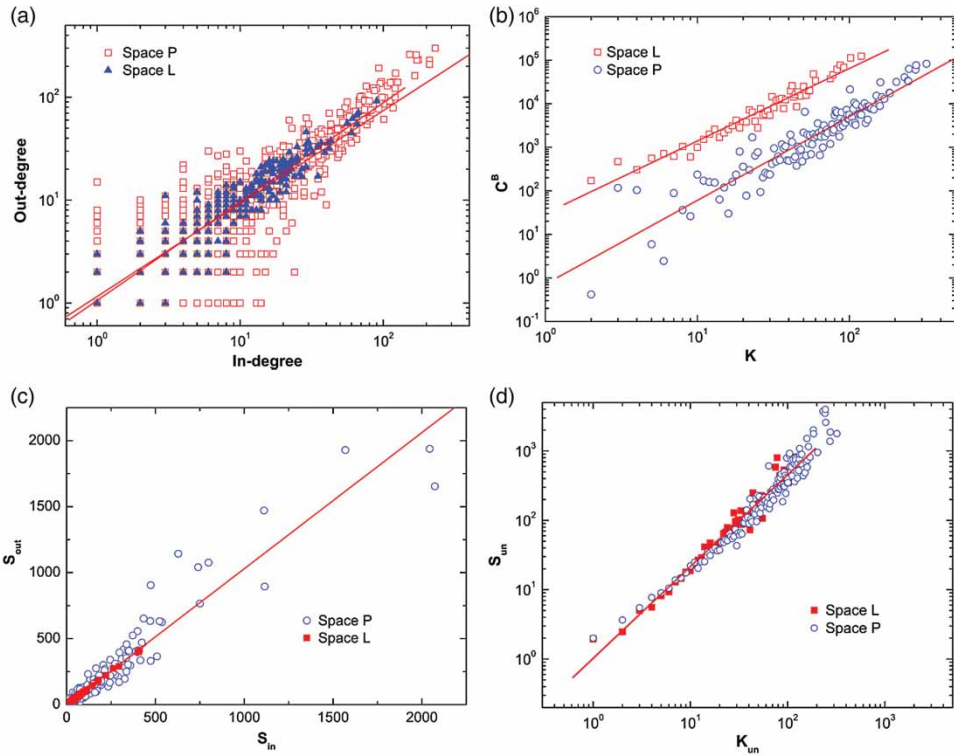 (a)
Space P
Space L
10²
10¹
10⁰
Out-degree
10⁰ 10¹ 10²
In-degree
(b)
Space L
Space P
10⁶
10⁵
10⁴
10³
10²
10¹
10⁰
10⁻¹
Cᴮ
10⁰ 10¹ 10²
K
(c)
2000
1500
1000
500
0
S_out
Space P
Space L
0 500 1000 1500 2000
S_in
(d)
10³
10²
10¹
10⁰
S_un
Space L
Space P
10⁰ 10¹ 10² 10³
K_un